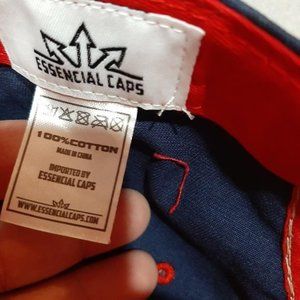 ESSENCIAL CAPS
100%COTTON
MADE IN CHINA
IMPORTED BY
ESSENCIAL CAPS
WWW.ESSENCIALCAPS.COM